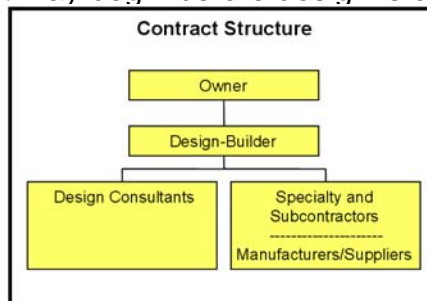 Contract Structure
Owner
Design-Builder
Design Consultants
Specialty and
Subcontractors
--------------------
Manufacturers/Suppliers